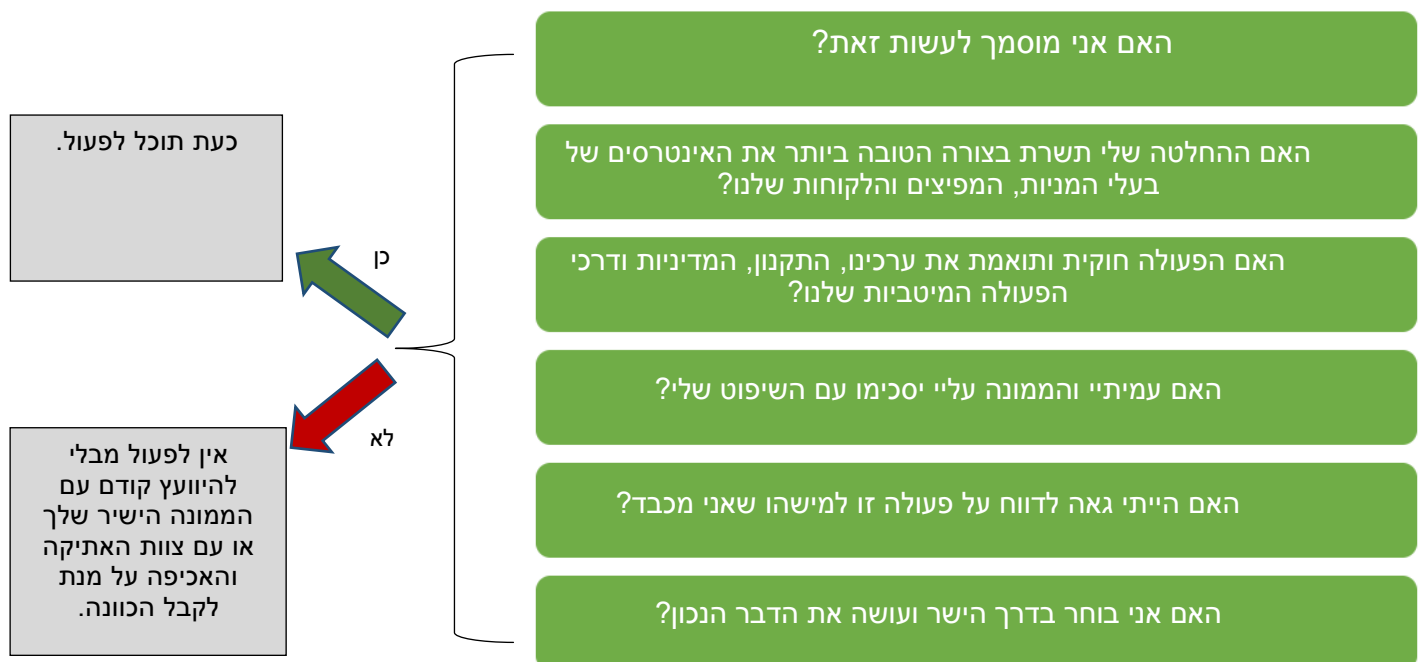 האם אני מוסמך לעשות זאת?
האם ההחלטה שלי תשרת בצורה הטובה ביותר את האינטרסים של
בעלי המניות, המפיצים והלקוחות שלנו?
האם הפעולה חוקית ותואמת את ערכינו, התקנון, המדיניות ודרכי
הפעולה המיטביות שלנו?
האם עמיתיי והממונה עליי יסכימו עם השיפוט שלי?
האם הייתי גאה לדווח על פעולה זו למישהו שאני מכבד?
האם אני בוחר בדרך הישר ועושה את הדבר הנכון?
כן
כעת תוכל לפעול.
לא
אין לפעול מבלי
להיוועץ קודם עם
הממונה הישיר שלך
או עם צוות האתיקה
והאכיפה על מנת
לקבל הכוונה.